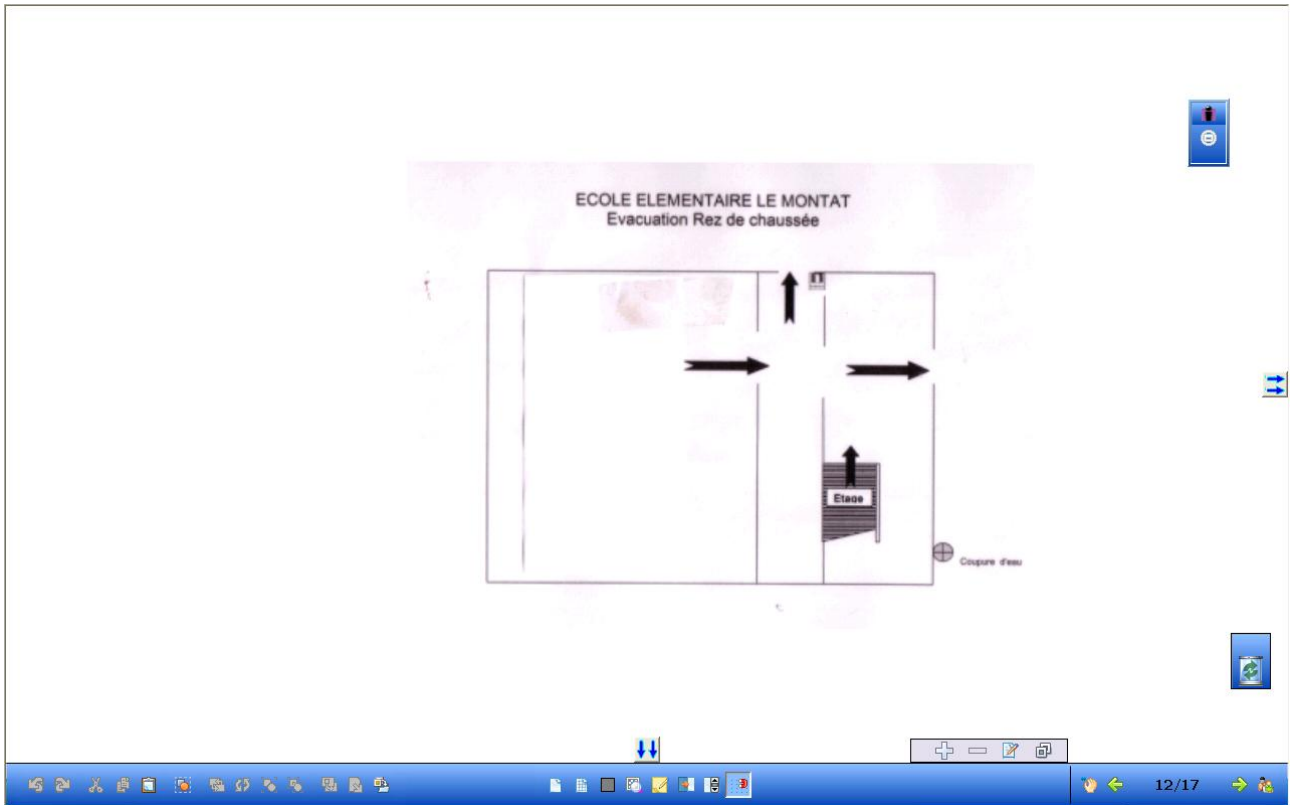 ECOLE ELEMENTAIRE LE MONTAT
Evacuation Rez de chaussée
Etage
Coupure d'eau
12/17